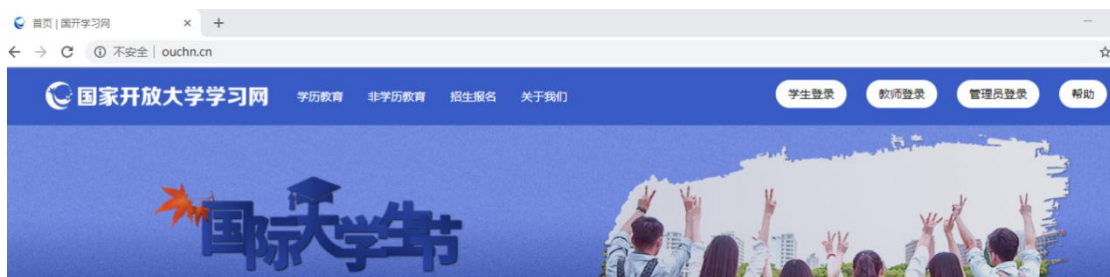 首页 | 国开学习网
不安全 | ouchn.cn
国家开放大学学习网 学历教育 非学历教育 招生报名 关于我们 学生登录 教师登录 管理员登录 帮助
国际大学生节